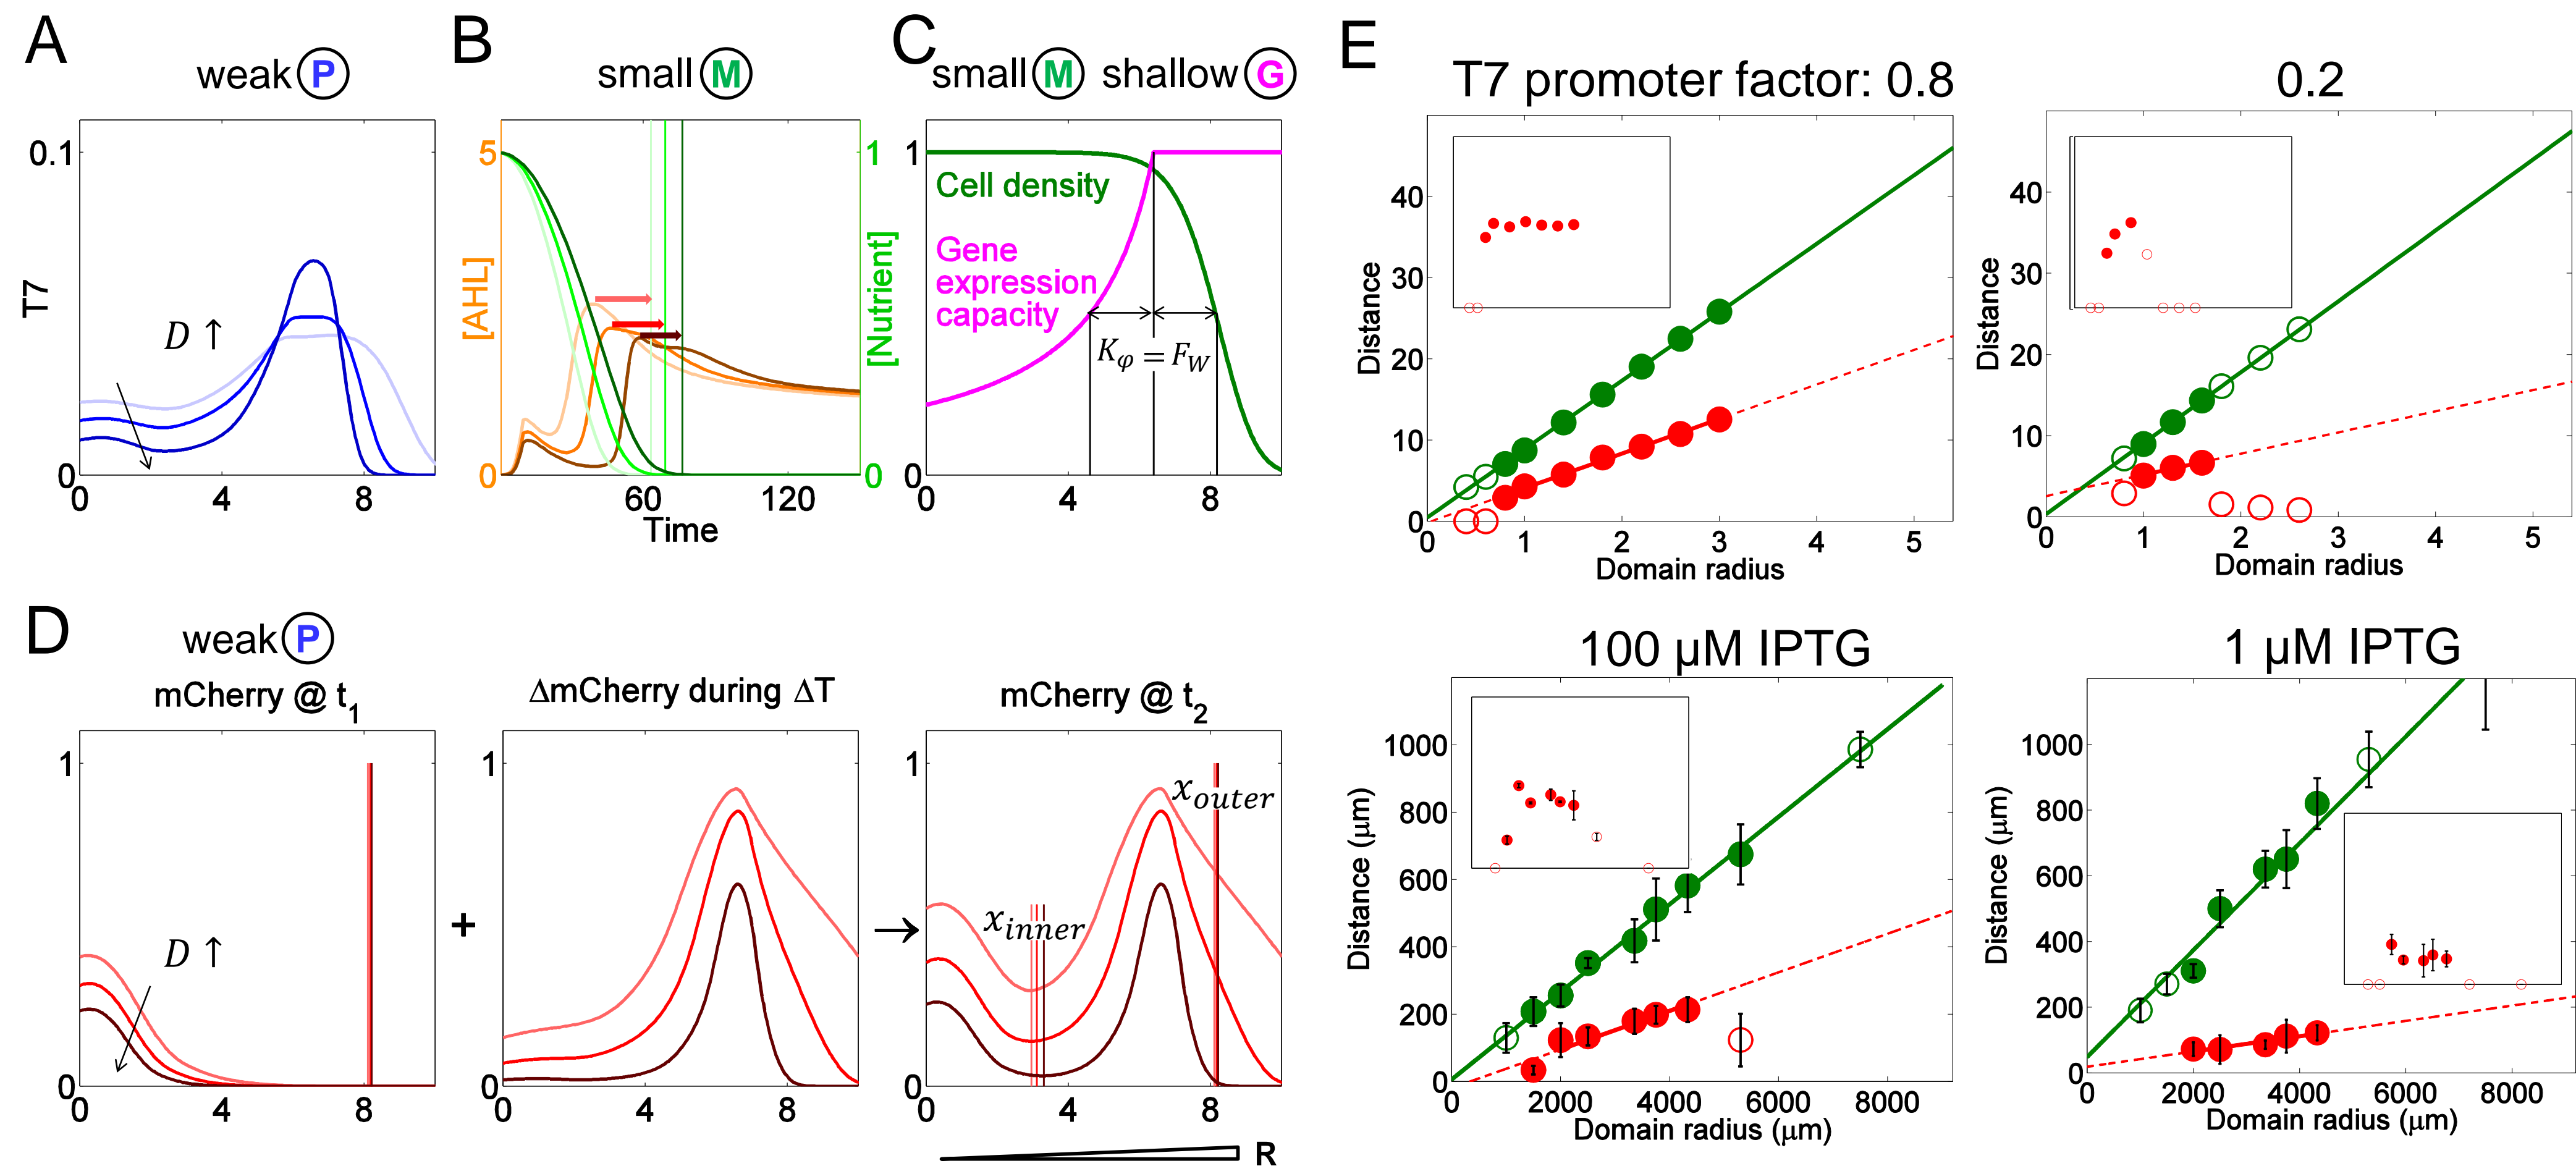 A
weak P
0.1
T7
D ↑
0
0 4 8
B
small M
5
1
[AHL]
[Nutrient]
0
0
60 120
Time
C
small M shallow G
1
Cell density
Gene
expression
capacity
Kφ = FW
0
0 4 8
D
weak P
mCherry @ t1
1
D ↑
0
0 4 8
+
ΔmCherry during ΔT
1
0
0 4 8
→
mCherry @ t2
1
xouter
xinner
0
0 4 8
R
E
T7 promoter factor: 0.8
40
30
20
10
0
Distance
0 1 2 3 4 5
Domain radius
0.2
40
30
20
10
0
Distance
0 1 2 3 4 5
Domain radius
100 μM IPTG
1000
800
600
400
200
0
Distance (μm)
0 2000 4000 6000 8000
Domain radius (μm)
1 μM IPTG
1000
800
600
400
200
0
Distance (μm)
0 2000 4000 6000 8000
Domain radius (μm)